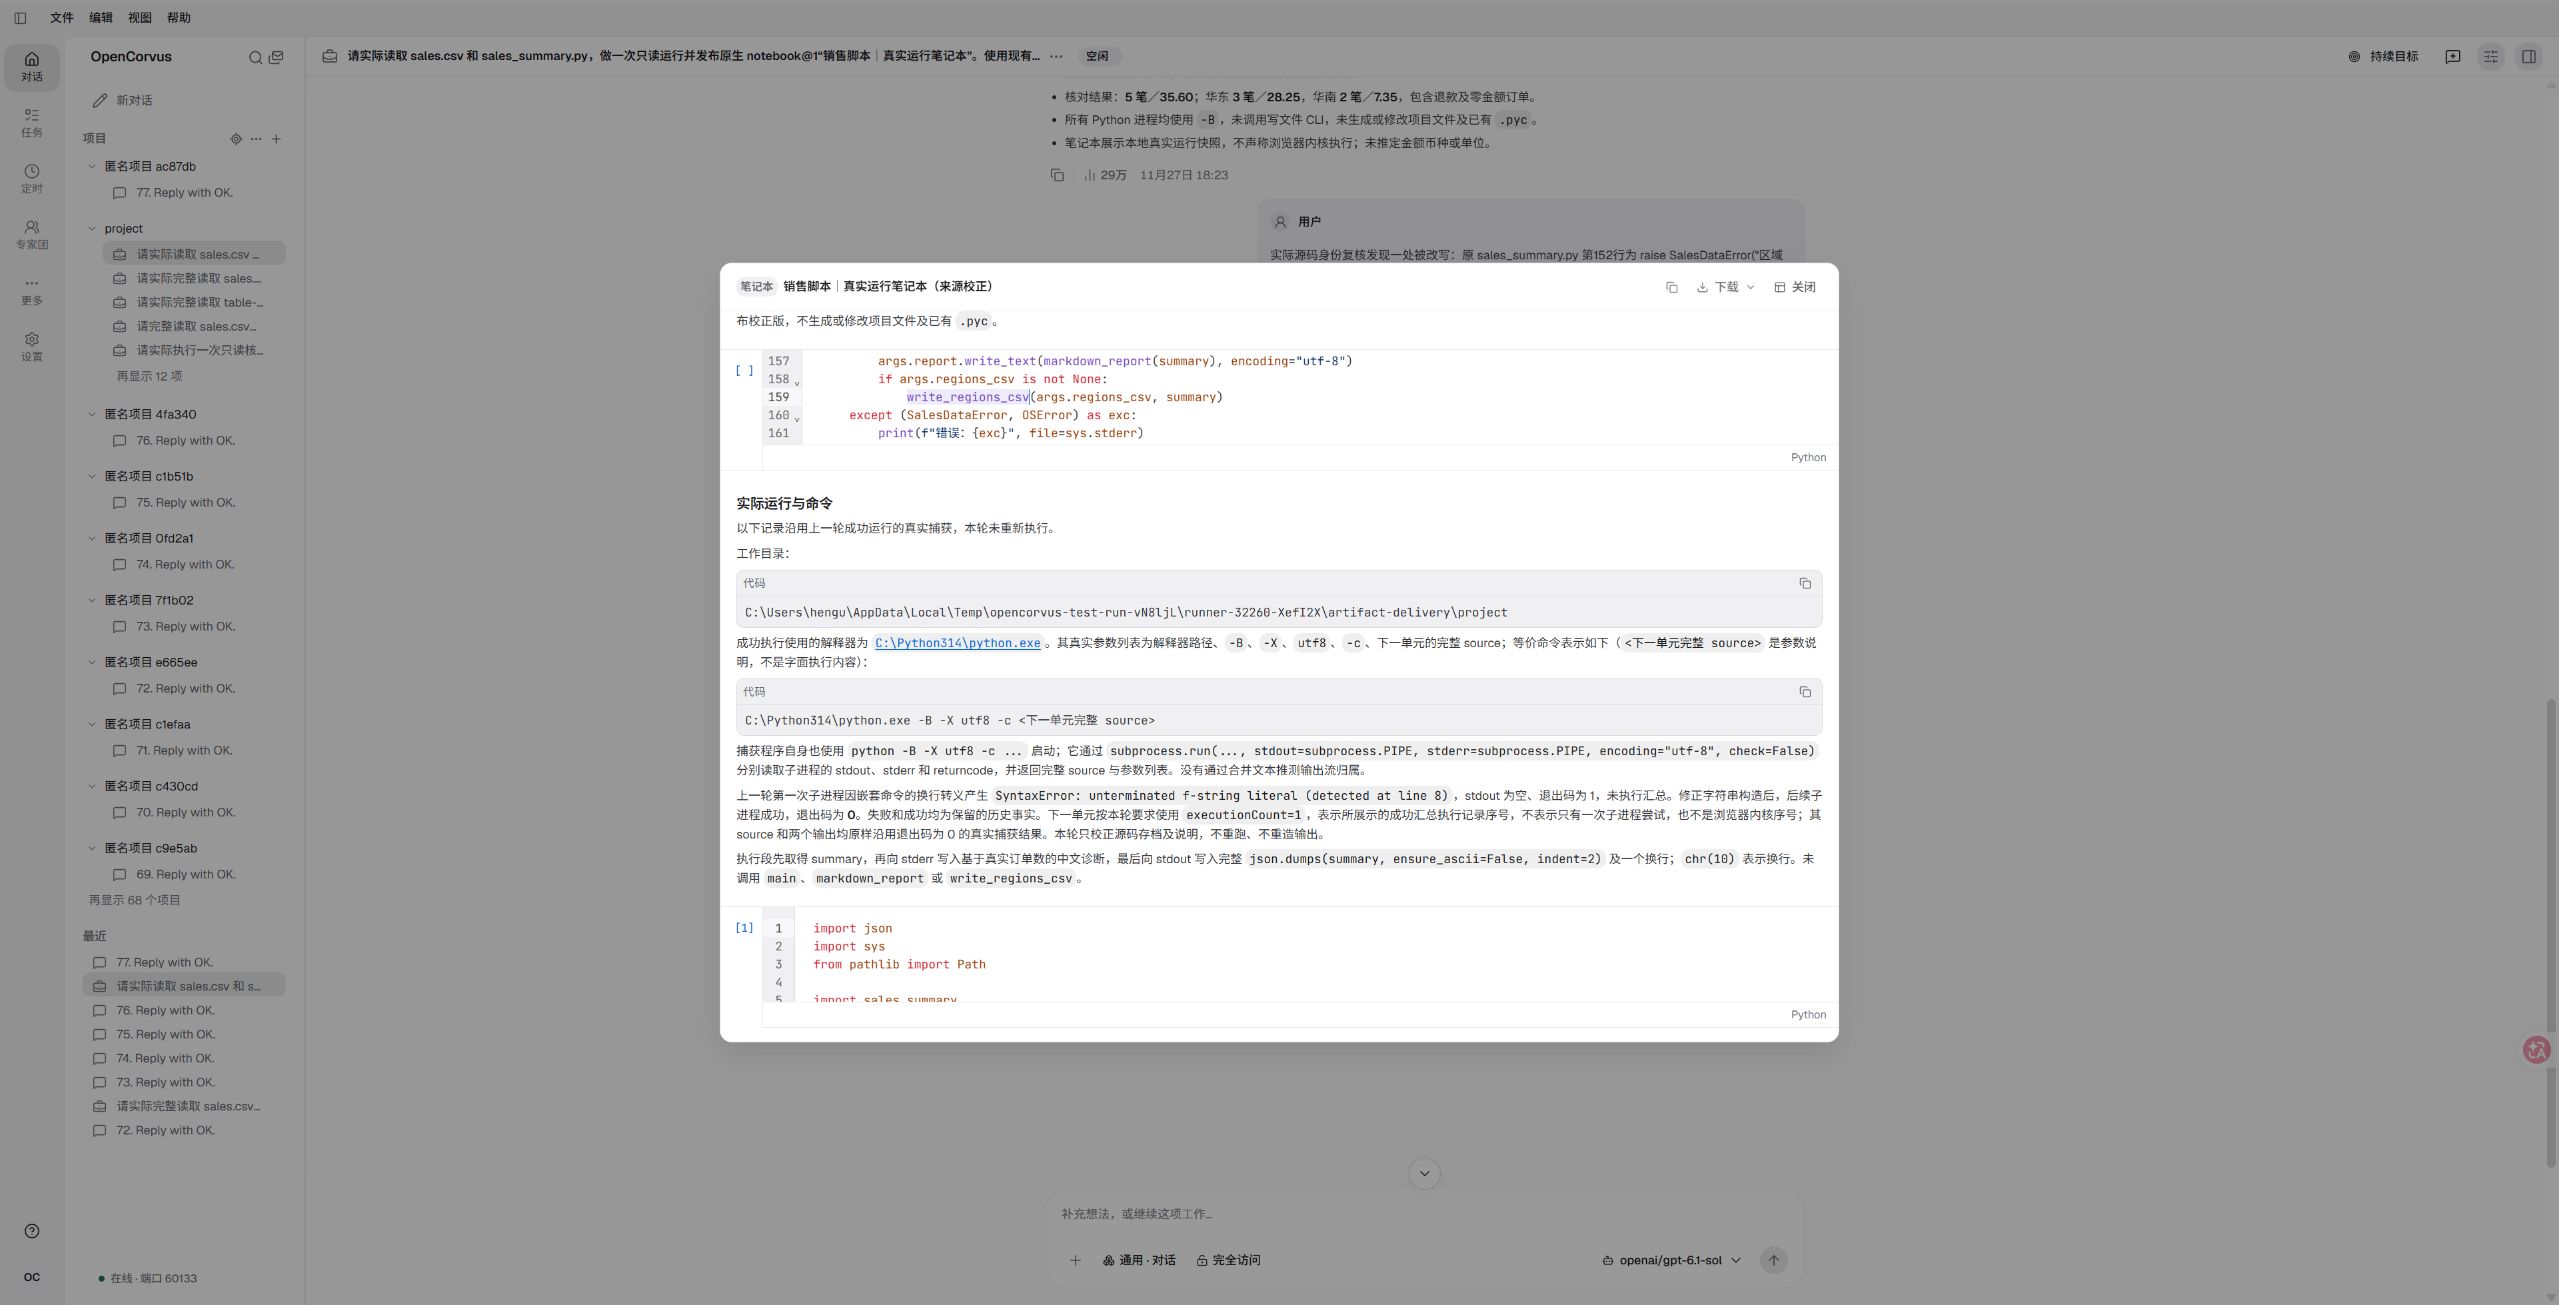 文件 编辑 视图 帮助
对话
任务
定时
专家团
更多
设置
OC
OpenCorvus
新对话
项目
匿名项目 ac87db
77. Reply with OK.
project
请实际读取 sales.csv ...
请实际完整读取 sales....
请实际完整读取 table-...
请完整读取 sales.csv...
请实际执行一次只读核...
再显示 12 项
匿名项目 4fa340
76. Reply with OK.
匿名项目 c1b51b
75. Reply with OK.
匿名项目 0fd2a1
74. Reply with OK.
匿名项目 7f1b02
73. Reply with OK.
匿名项目 e665ee
72. Reply with OK.
匿名项目 c1efaa
71. Reply with OK.
匿名项目 c430cd
70. Reply with OK.
匿名项目 c9e5ab
69. Reply with OK.
再显示 68 个项目
最近
77. Reply with OK.
请实际读取 sales.csv 和 s...
76. Reply with OK.
75. Reply with OK.
74. Reply with OK.
73. Reply with OK.
请实际完整读取 sales.csv...
72. Reply with OK.
在线 · 端口 60133
请实际读取 sales.csv 和 sales_summary.py，做一次只读运行并发布原生 notebook@1“销售脚本｜真实运行笔记本”。使用现有... ··· 空闲
持续目标
• 核对结果：5 笔／35.60；华东 3 笔／28.25，华南 2 笔／7.35，包含退款及零金额订单。
• 所有 Python 进程均使用 -B ，未调用写文件 CLI，未生成或修改项目文件及已有 .pyc 。
• 笔记本展示本地真实运行快照，不声称浏览器内核执行；未推定金额币种或单位。
29万 11月27日 18:23
用户
实际源码身份复核发现一处被改写：原 sales_summary.py 第152行为 raise SalesDataError("区域
笔记本 销售脚本｜真实运行笔记本（来源校正）
下载 关闭
布校正版，不生成或修改项目文件及已有 .pyc 。
[ ]
157 args.report.write_text(markdown_report(summary), encoding="utf-8")
158 if args.regions_csv is not None:
159 write_regions_csv(args.regions_csv, summary)
160 except (SalesDataError, OSError) as exc:
161 print(f"错误：{exc}", file=sys.stderr)
Python
实际运行与命令
以下记录沿用上一轮成功运行的真实捕获，本轮未重新执行。
工作目录：
代码
C:\Users\hengu\AppData\Local\Temp\opencorvus-test-run-vN8ljL\runner-32260-XefI2X\artifact-delivery\project
成功执行使用的解释器为 C:\Python314\python.exe 。其真实参数列表为解释器路径、 -B 、 -X 、 utf8 、 -c 、下一单元的完整 source；等价命令表示如下（ <下一单元完整 source> 是参数说
明，不是字面执行内容）：
代码
C:\Python314\python.exe -B -X utf8 -c <下一单元完整 source>
捕获程序自身也使用 python -B -X utf8 -c ... 启动；它通过 subprocess.run(..., stdout=subprocess.PIPE, stderr=subprocess.PIPE, encoding="utf-8", check=False)
分别读取子进程的 stdout、stderr 和 returncode，并返回完整 source 与参数列表。没有通过合并文本推测输出流归属。
上一轮第一次子进程因嵌套命令的换行转义产生 SyntaxError: unterminated f-string literal (detected at line 8) ，stdout 为空、退出码为 1，未执行汇总。修正字符串构造后，后续子
进程成功，退出码为 0。失败和成功均为保留的历史事实。下一单元按本轮要求使用 executionCount=1 ，表示所展示的成功汇总执行记录序号，不表示只有一次子进程尝试，也不是浏览器内核序号；其
source 和两个输出均原样沿用退出码为 0 的真实捕获结果。本轮只校正源码存档及说明，不重跑、不重造输出。
执行段先取得 summary，再向 stderr 写入基于真实订单数的中文诊断，最后向 stdout 写入完整 json.dumps(summary, ensure_ascii=False, indent=2) 及一个换行； chr(10) 表示换行。未
调用 main 、 markdown_report 或 write_regions_csv 。
[1]
1 import json
2 import sys
3 from pathlib import Path
4
5 import sales_summary
Python
补充想法，或继续这项工作...
通用 · 对话 完全访问
openai/gpt-6.1-sol